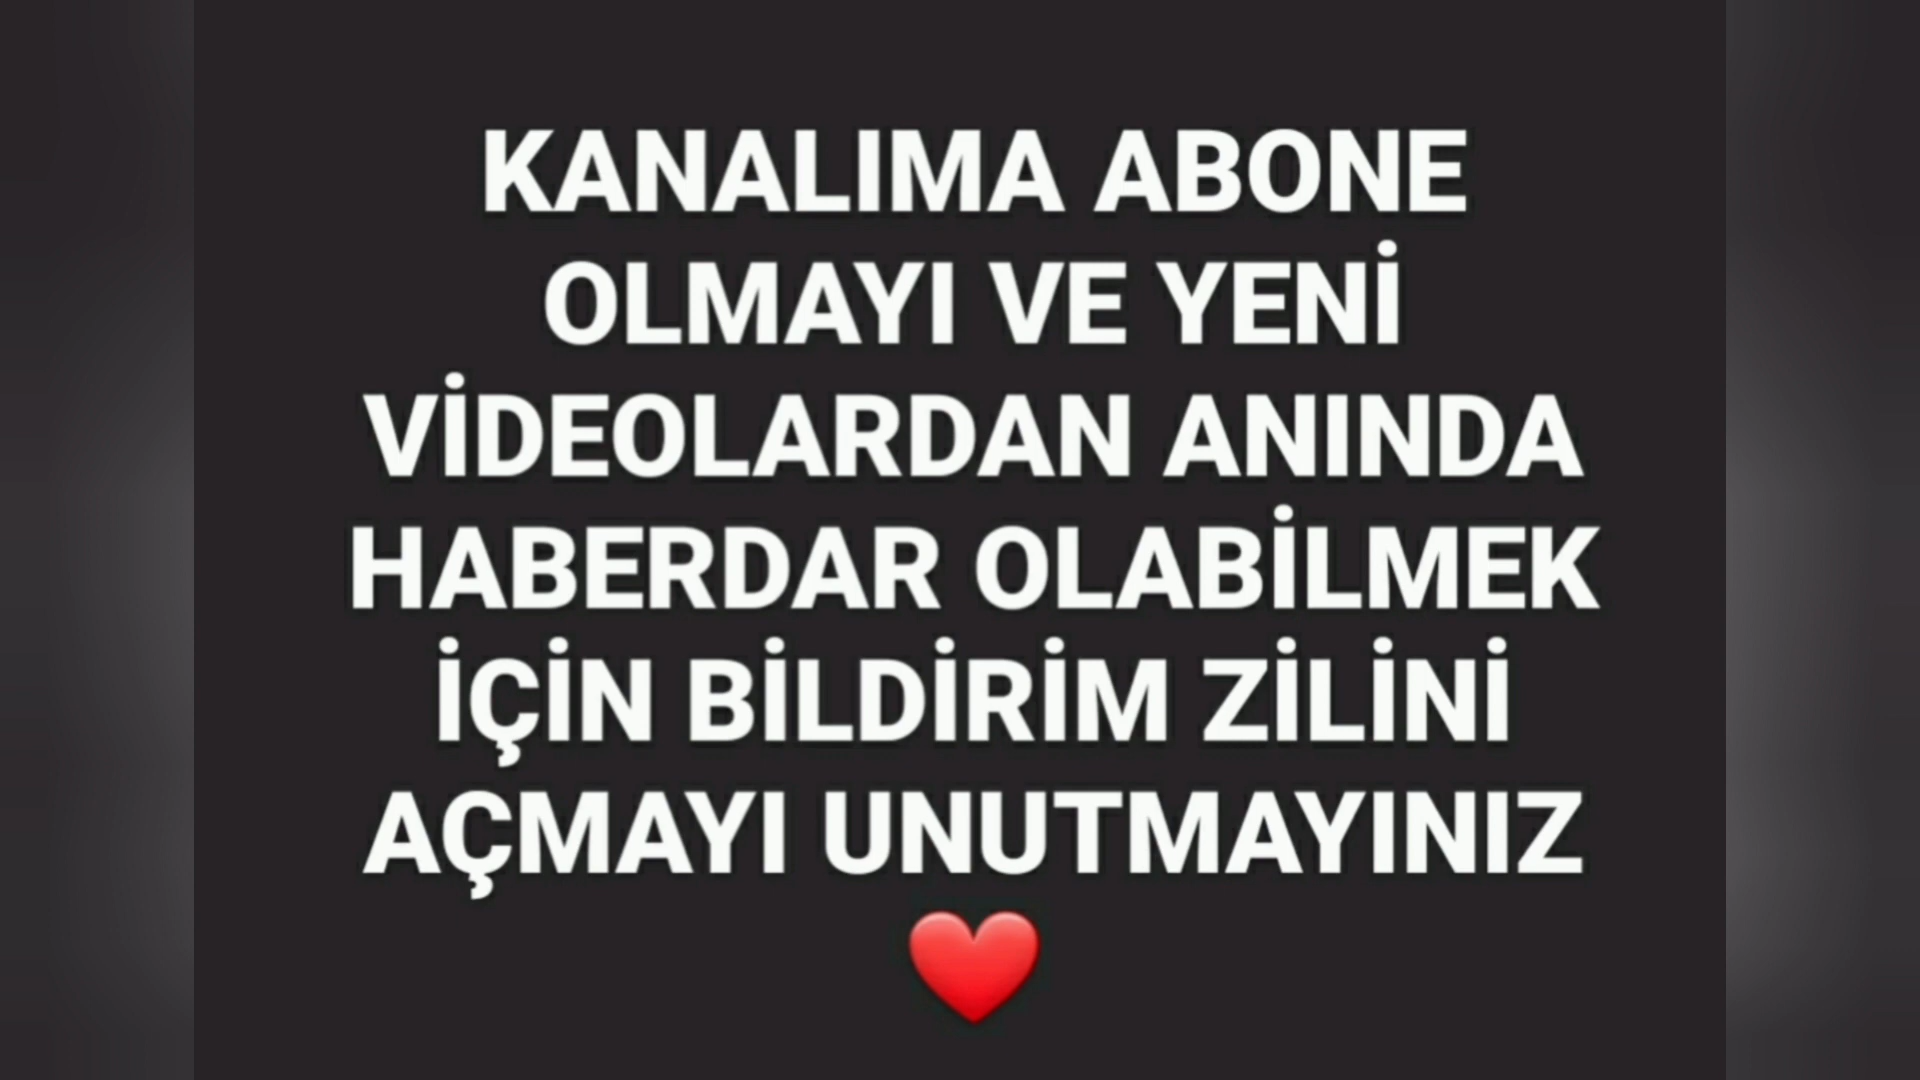 KANALIMA ABONE
OLMAYI VE YENİ
VİDEOLARDAN ANINDA
HABERDAR OLABİLMEK
İÇİN BİLDİRİM ZİLİNİ
AÇMAYI UNUTMAYINIZ
❤️